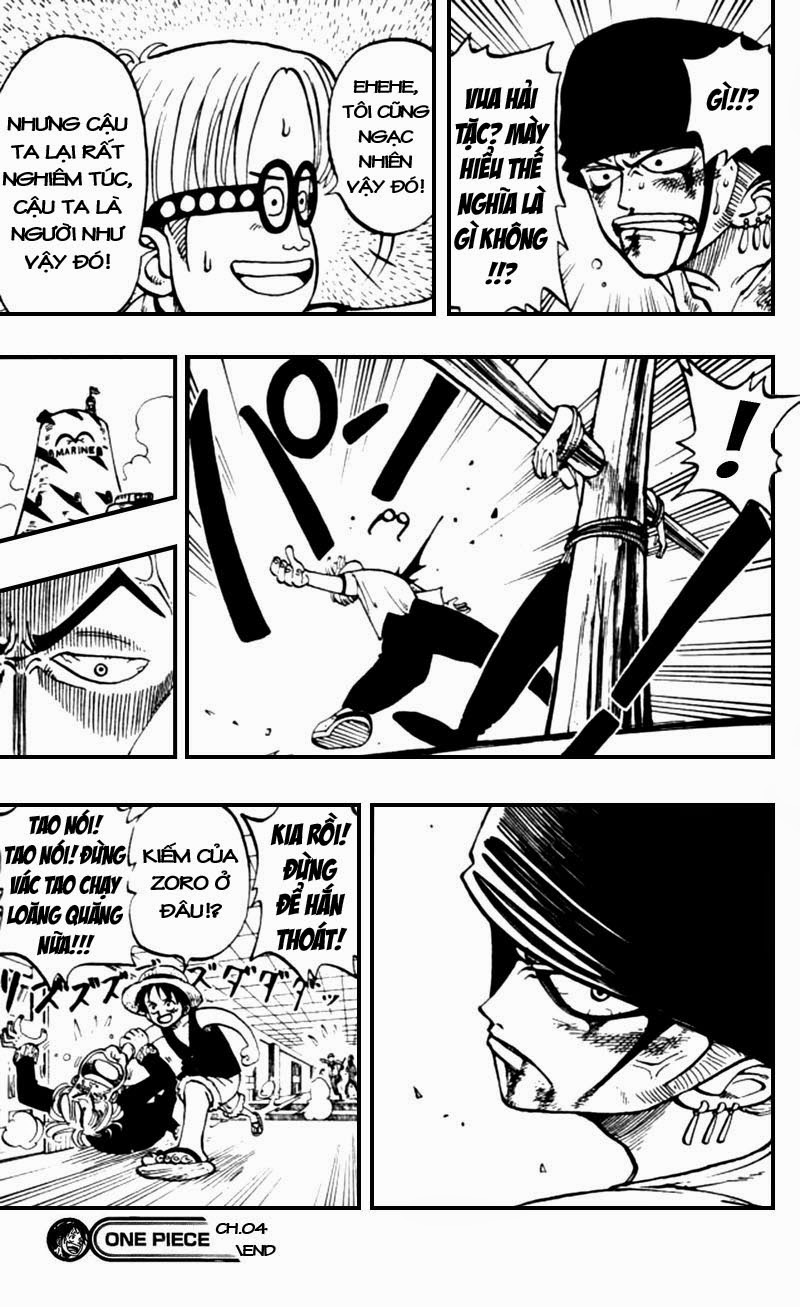 GÌ!!?
VUA HẢI
TẶC? MÀY
HIỂU THẾ
NGHĨA LÀ
GÌ KHÔNG
!!?
EHEHE,
TÔI CŨNG
NGẠC
NHIÊN
VẬY ĐÓ!
NHƯNG CẬU
TA LẠI RẤT
NGHIÊM TÚC,
CẬU TA LÀ
NGƯỜI NHƯ
VẬY ĐÓ!
!
パーン
MARINE
KIA RỒI!
ĐỪNG
ĐỂ HẮN
THOÁT!
KIẾM CỦA
ZORO Ở
ĐÂU!?
TAO NÓI!
TAO NÓI! ĐỪNG
VÁC TAO CHẠY
LOĂNG QUĂNG
NỮA!!!
ONE PIECE
CH.04
\END